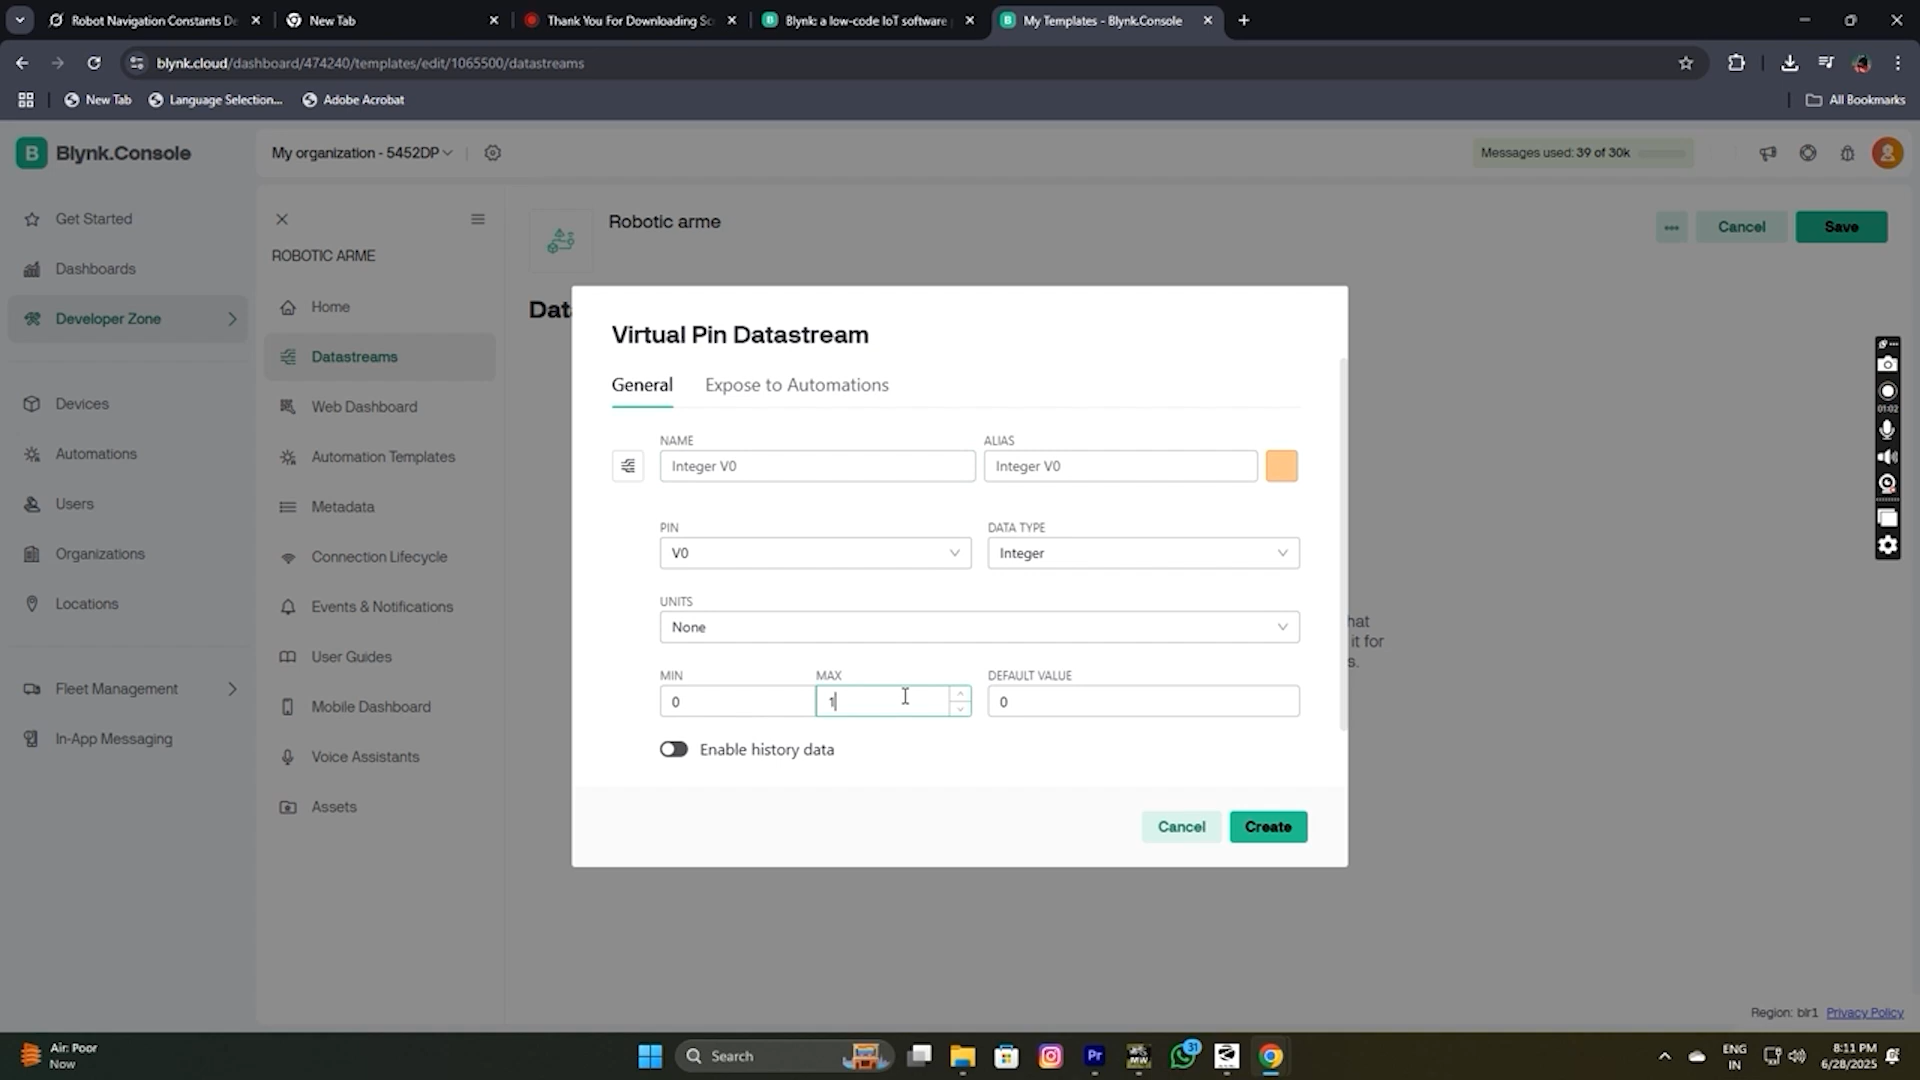 Robot Navigation Constants De
New Tab
Thank You For Downloading Sc
Blynk: a low-code IoT software
My Templates - Blynk.Console
blynk.cloud/dashboard/474240/templates/edit/1065500/datastreams
New Tab
Language Selection...
Adobe Acrobat
All Bookmarks
B
Blynk.Console
My organization - 5452DP
Messages used: 39 of 30k
Get Started
Dashboards
Developer Zone
Devices
Automations
Users
Organizations
Locations
Fleet Management
In-App Messaging
ROBOTIC ARME
Home
Datastreams
Web Dashboard
Automation Templates
Metadata
Connection Lifecycle
Events & Notifications
User Guides
Mobile Dashboard
Voice Assistants
Assets
Robotic arme
Cancel
Save
Dat
Virtual Pin Datastream
General
Expose to Automations
NAME
ALIAS
Integer V0
Integer V0
PIN
DATA TYPE
V0
Integer
UNITS
None
MIN
MAX
DEFAULT VALUE
0
1
0
Enable history data
Cancel
Create
hat
it for
s.
01:02
Region: blr1
Privacy Policy
Air: Poor
Now
Search
Pr
MW
31
ENG
IN
8:11 PM
6/28/2025